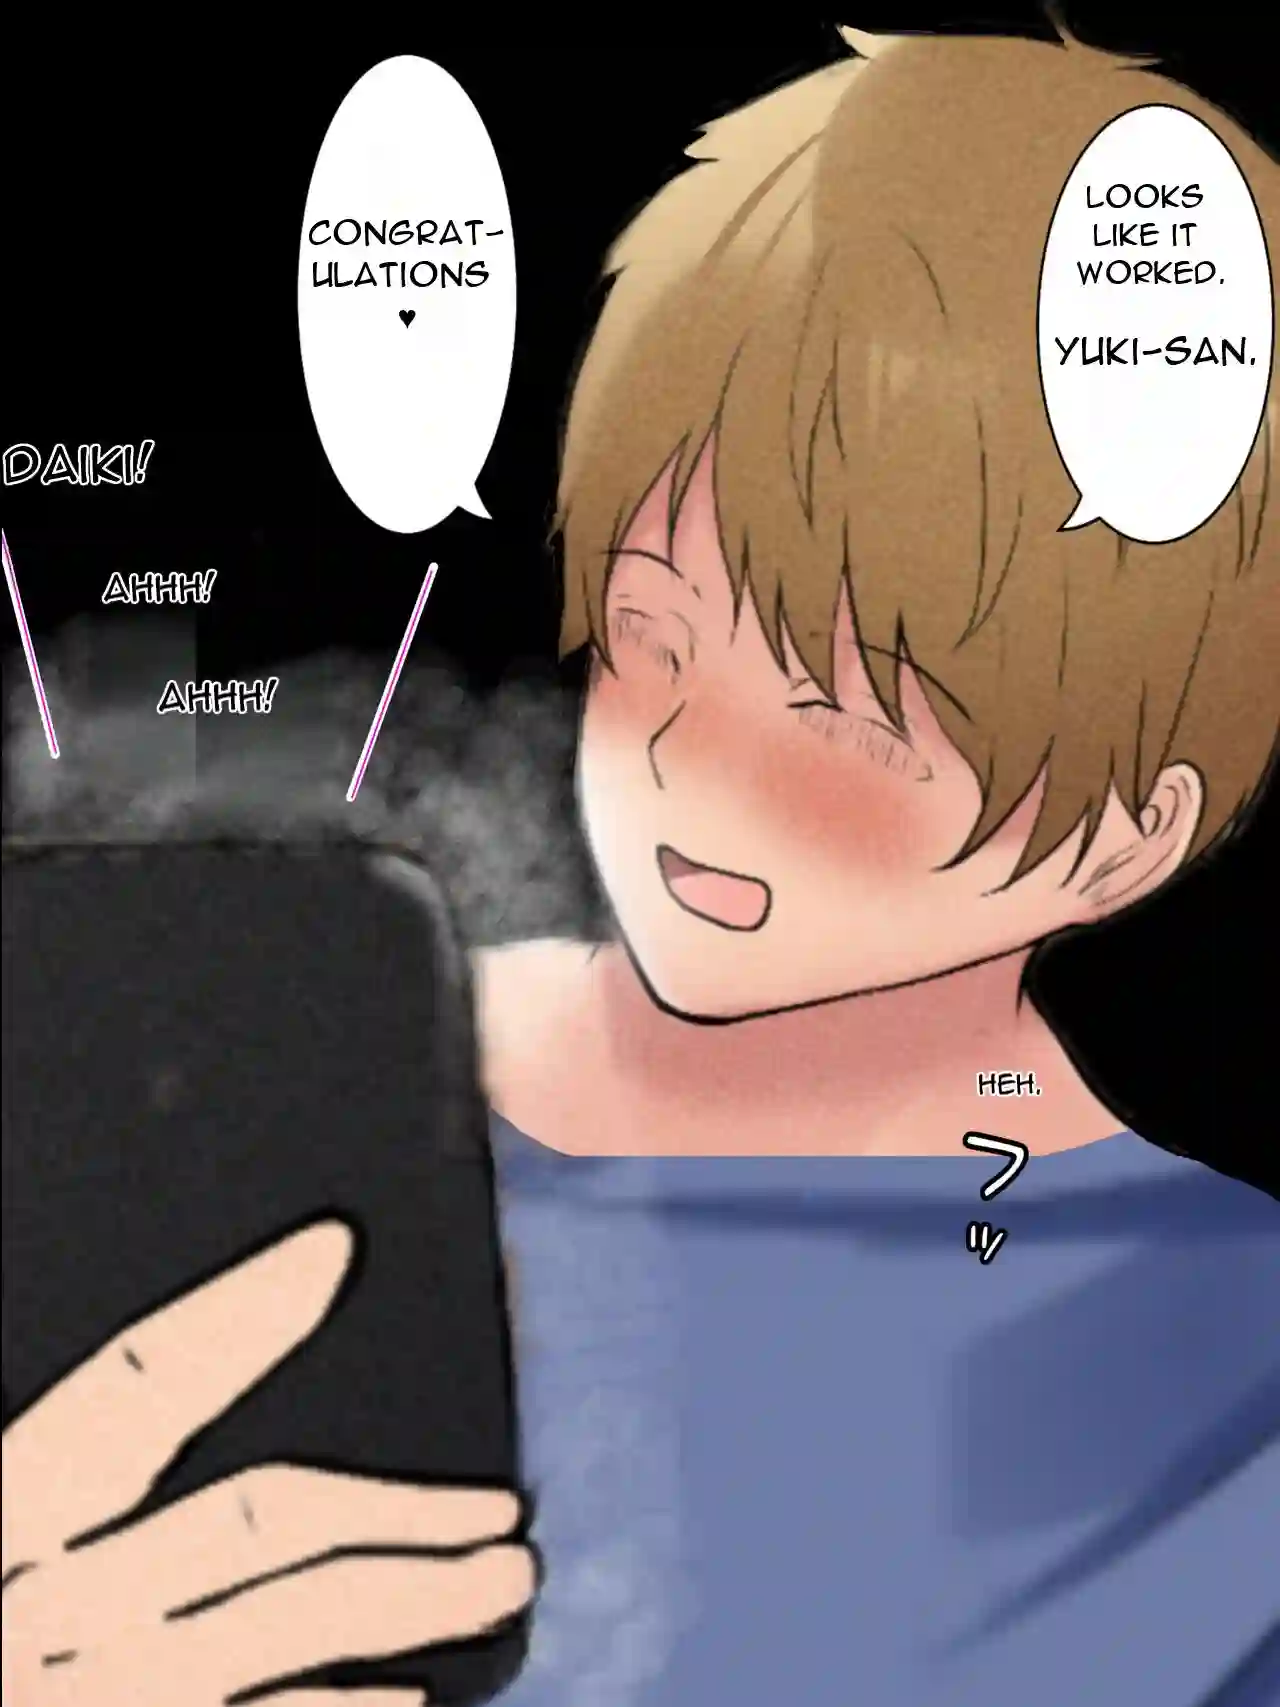 LOOKS
LIKE IT
WORKED.
YUKI-SAN.
CONGRAT-
ULATIONS
♥
DAIKI!
AHHH!
AHHH!
HEH.
フ
ッ